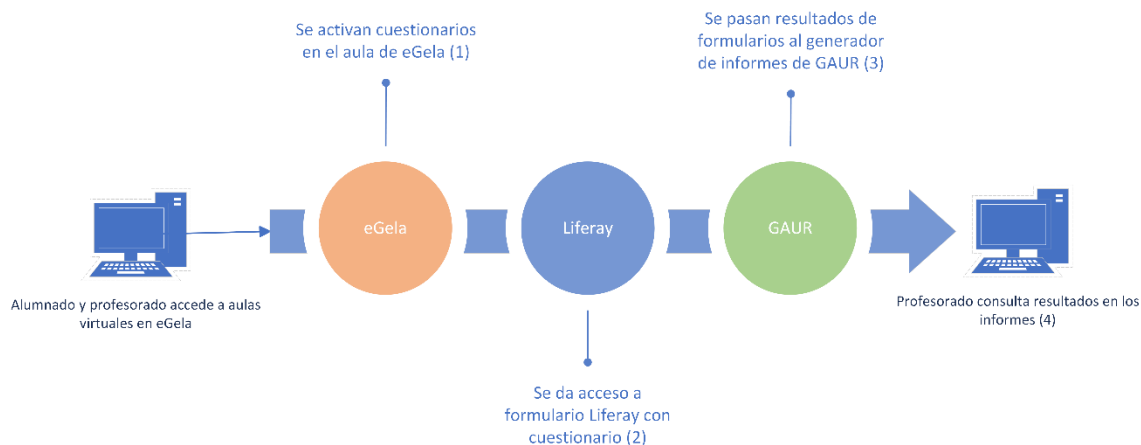 Se activan cuestionarios
en el aula de eGela (1)
Se pasan resultados de
formularios al generador
de informes de GAUR (3)
eGela
Liferay
GAUR
Alumnado y profesorado accede a aulas
virtuales en eGela
Profesorado consulta resultados en los
informes (4)
Se da acceso a
formulario Liferay con
cuestionario (2)